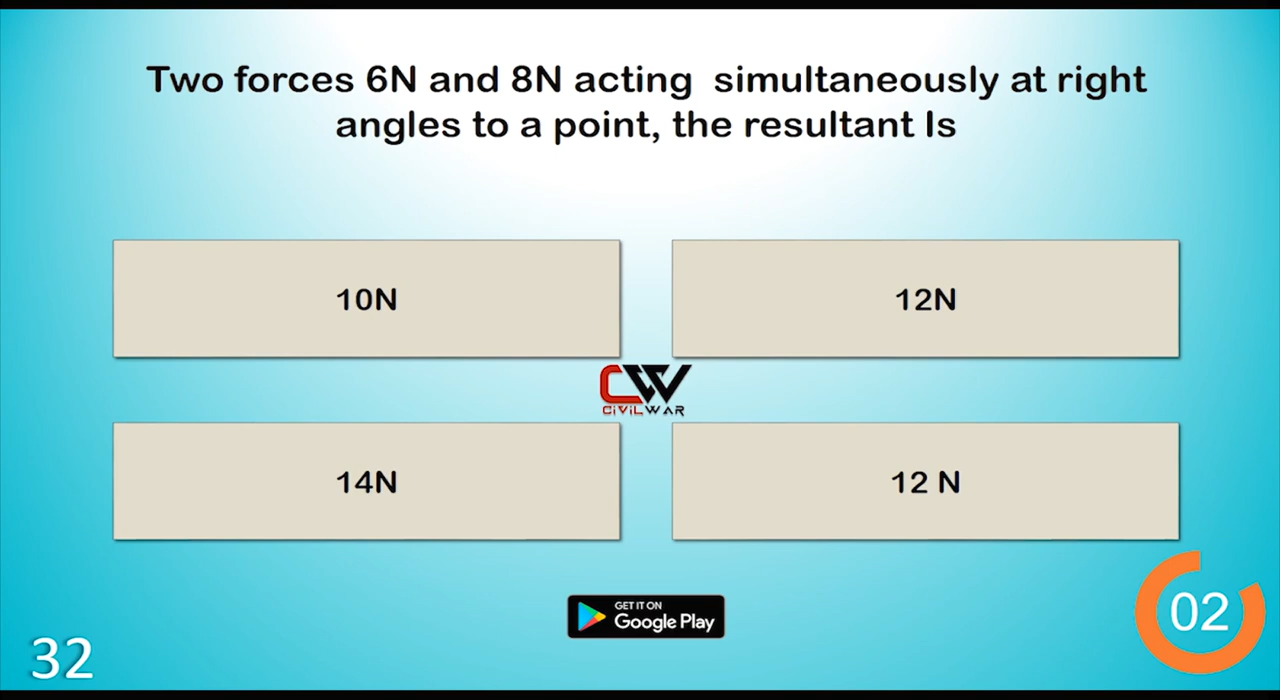 Two forces 6N and 8N acting simultaneously at right
angles to a point, the resultant Is
10N
12N
CW
CIVILWAR
14N
12 N
GET IT ON
Google Play
02
32